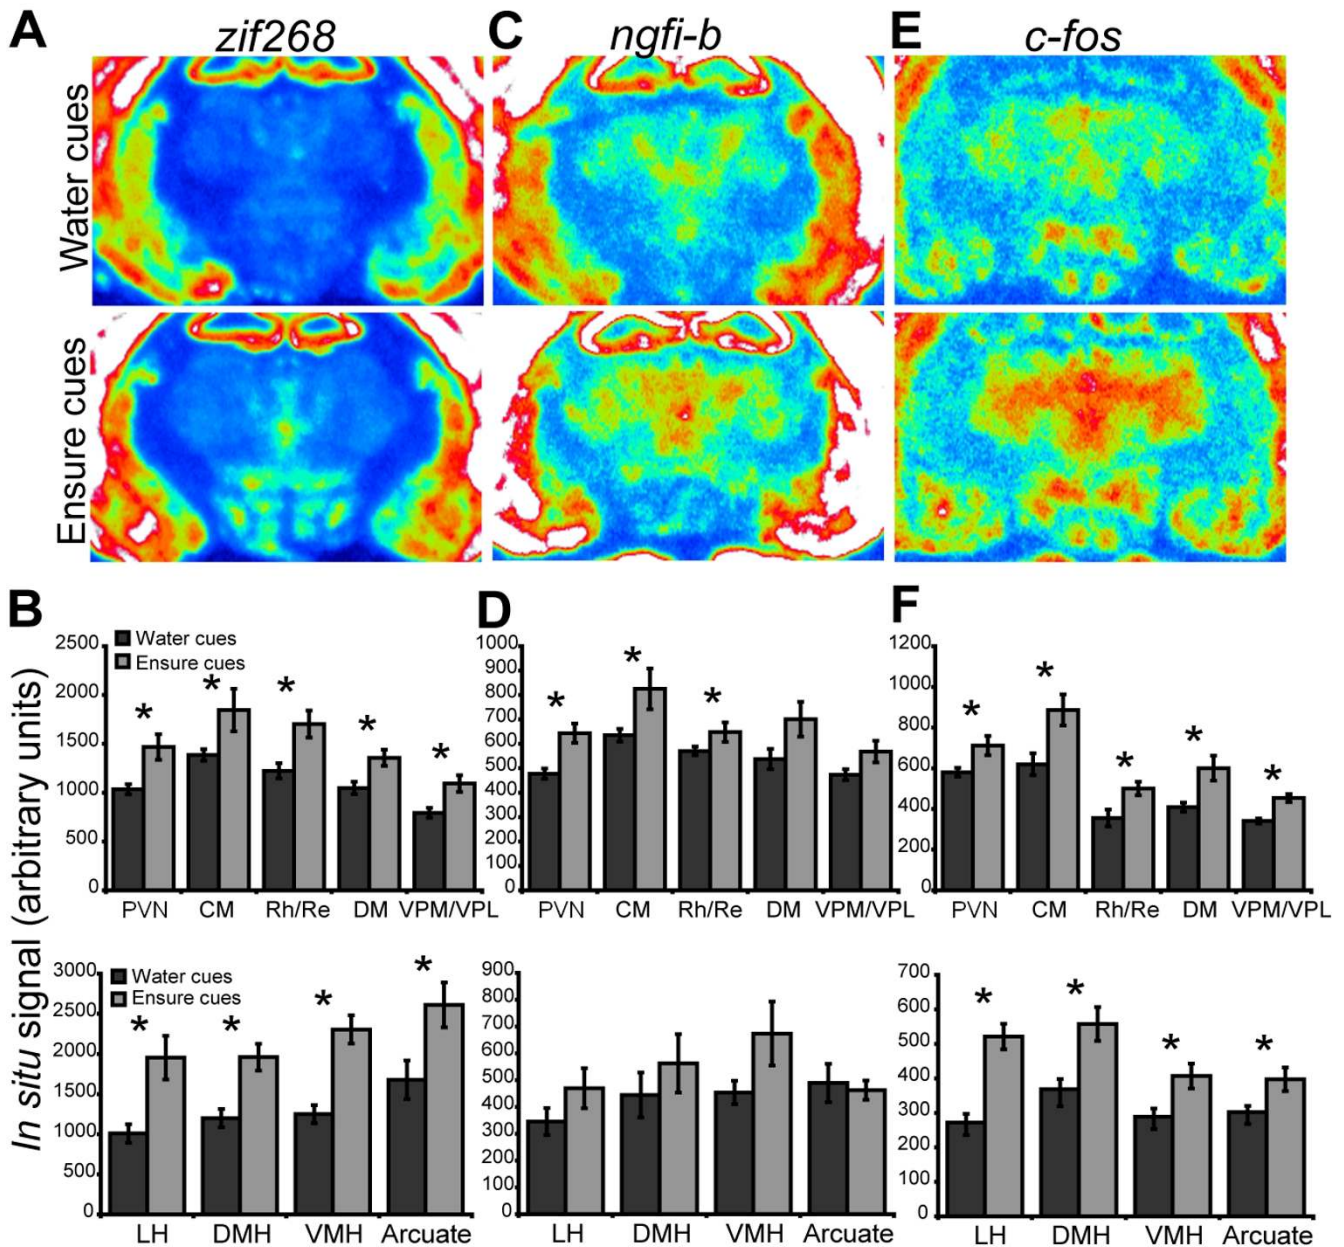 A zif268 C ngfi-b E c-fos
Water cues
Ensure cues
B D F
In situ signal (arbitrary units)
2500
2000
1500
1000
500
0
Water cues
Ensure cues
* * * * *
PVN CM Rh/Re DM VPM/VPL
1000
900
800
700
600
500
400
300
200
100
0
* * *
PVN CM Rh/Re DM VPM/VPL
1200
1000
800
600
400
200
0
* * * * *
PVN CM Rh/Re DM VPM/VPL
3000
2500
2000
1500
1000
500
0
Water cues
Ensure cues
* * * *
LH DMH VMH Arcuate
900
800
700
600
500
400
300
200
100
0
LH DMH VMH Arcuate
700
600
500
400
300
200
100
0
* * * *
LH DMH VMH Arcuate